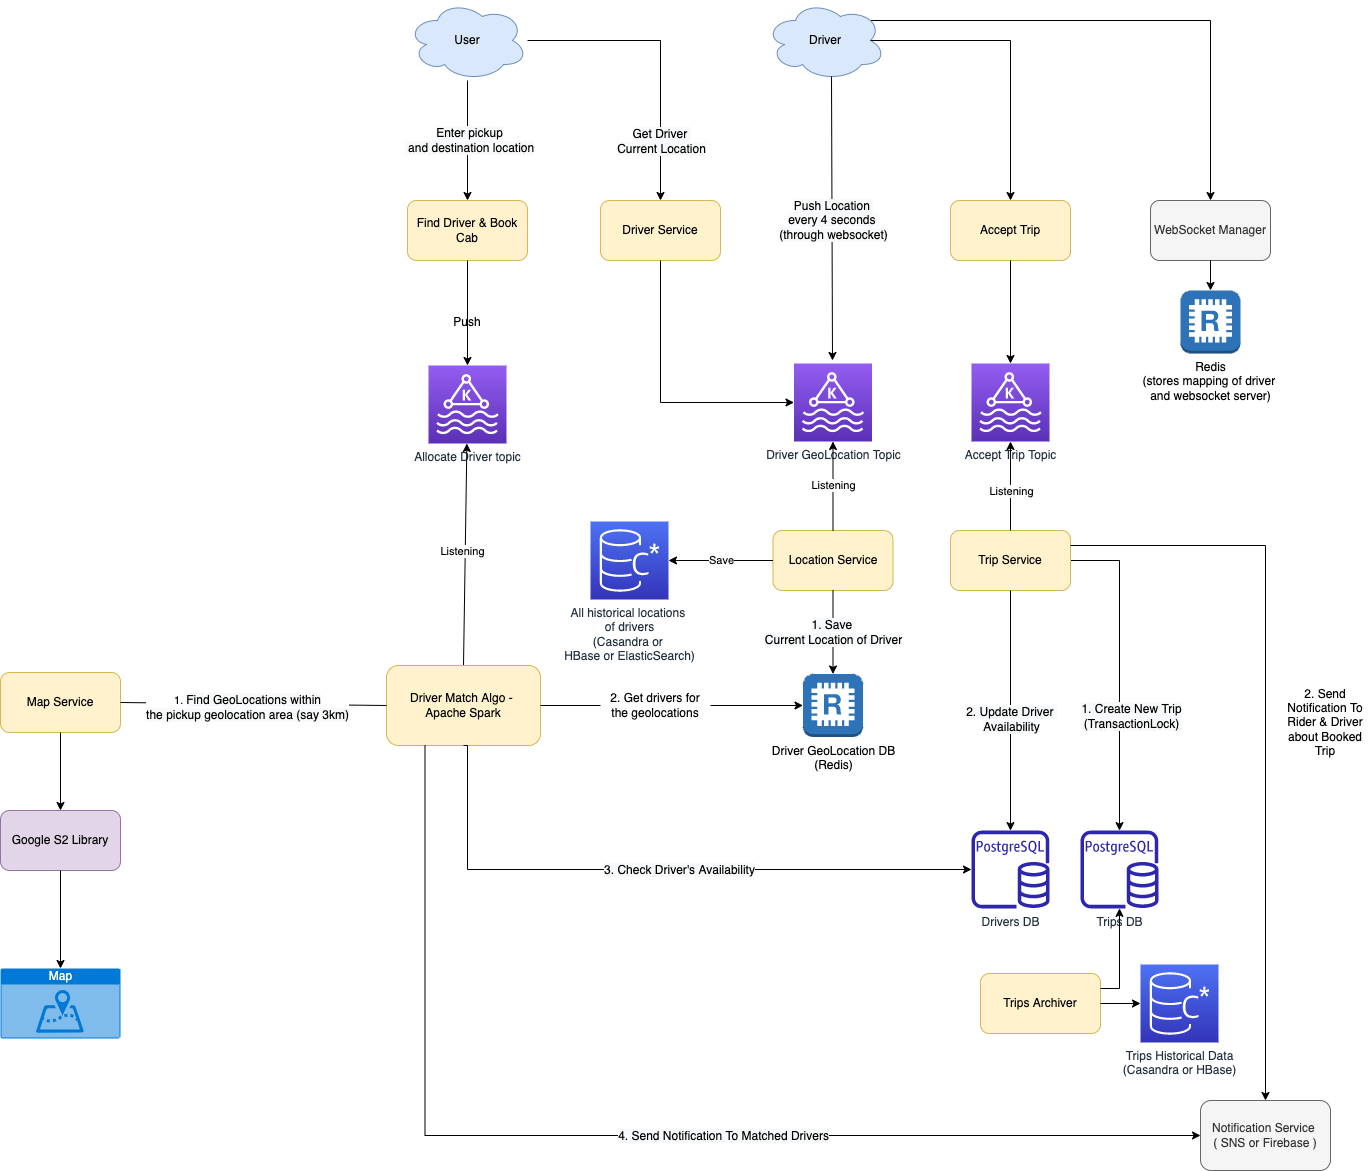 User
Driver
Enter pickup
and destination location
Get Driver
Current Location
Push Location
every 4 seconds
(through websocket)
Find Driver & Book
Cab
Driver Service
Accept Trip
WebSocket Manager
Push
K
K
K
R
Redis
(stores mapping of driver
and websocket server)
Allocate Driver topic
Driver GeoLocation Topic
Accept Trip Topic
Listening
Listening
Listening
C*
Save
Location Service
Trip Service
All historical locations
of drivers
(Casandra or
HBase or ElasticSearch)
1. Save
Current Location of Driver
Map Service
1. Find GeoLocations within
the pickup geolocation area (say 3km)
Driver Match Algo -
Apache Spark
2. Get drivers for
the geolocations
R
Driver GeoLocation DB
(Redis)
2. Update Driver
Availability
1. Create New Trip
(TransactionLock)
2. Send
Notification To
Rider & Driver
about Booked
Trip
Google S2 Library
3. Check Driver's Availability
PostgreSQL
Drivers DB
PostgreSQL
Trips DB
Map
Trips Archiver
C*
Trips Historical Data
(Casandra or HBase)
4. Send Notification To Matched Drivers
Notification Service
( SNS or Firebase )